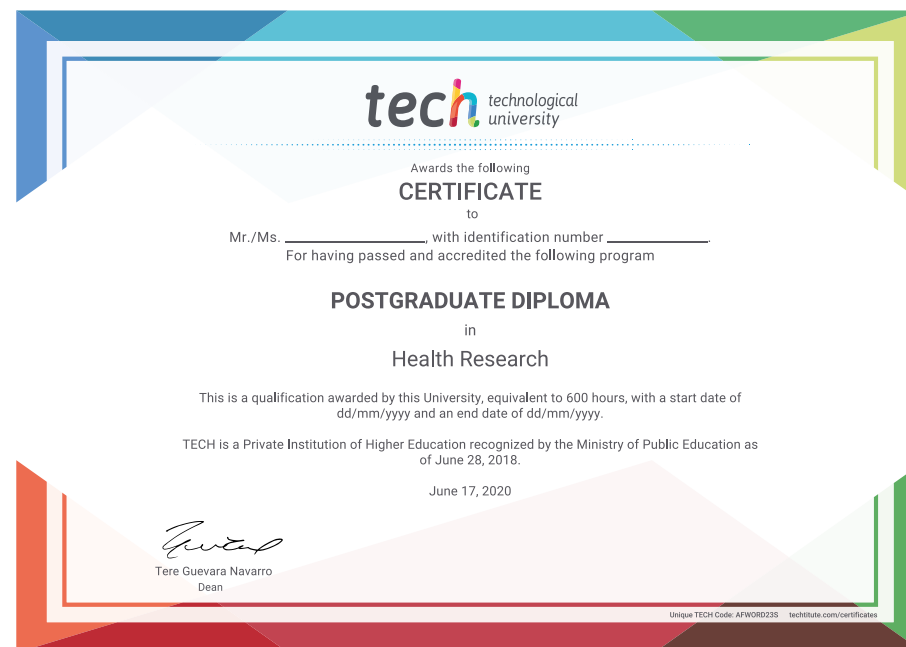 tech technological
university
Awards the following
CERTIFICATE
to
Mr./Ms. ____________________, with identification number ______________.
For having passed and accredited the following program
POSTGRADUATE DIPLOMA
in
Health Research
This is a qualification awarded by this University, equivalent to 600 hours, with a start date of
dd/mm/yyyy and an end date of dd/mm/yyyy.
TECH is a Private Institution of Higher Education recognized by the Ministry of Public Education as
of June 28, 2018.
June 17, 2020
Tere Guevara Navarro
Dean
Unique TECH Code: AFWORD23S techtitute.com/certificates